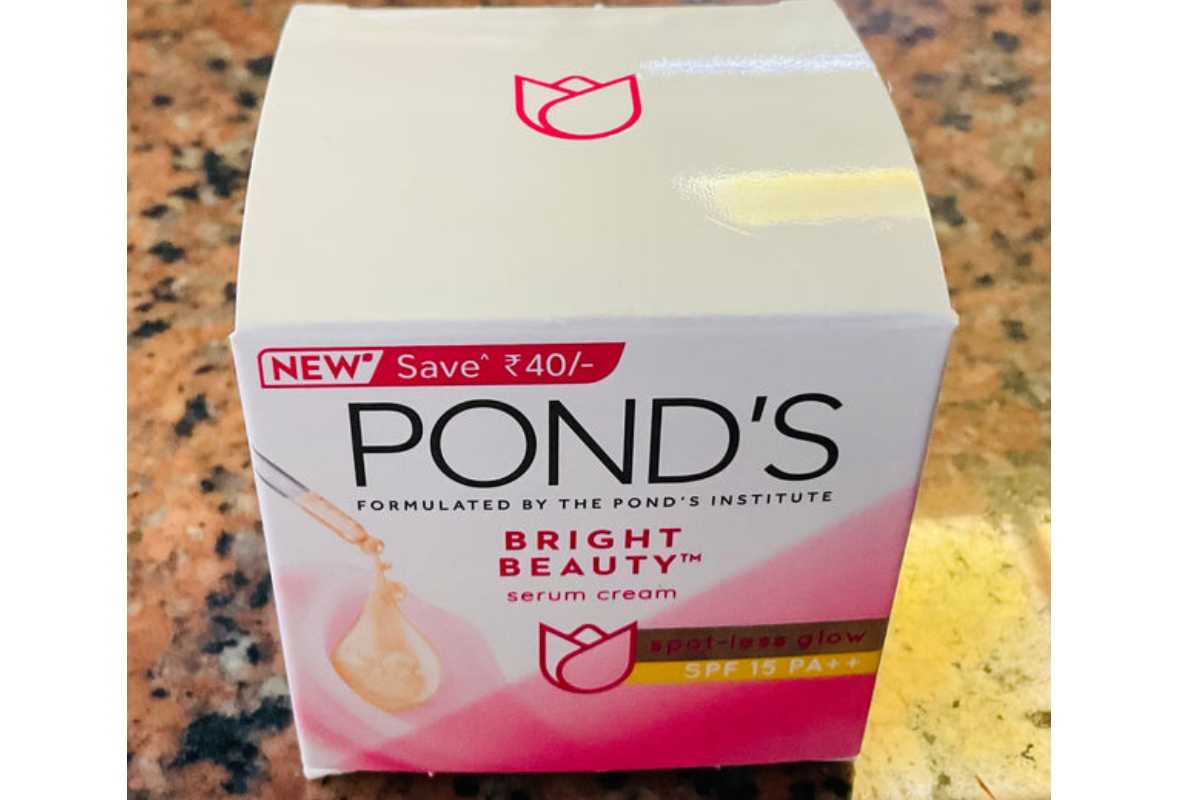 NEW* Save^ ₹40/-
POND'S
FORMULATED BY THE POND'S INSTITUTE
BRIGHT
BEAUTY™
serum cream
spot-less glow
SPF 15 PA++